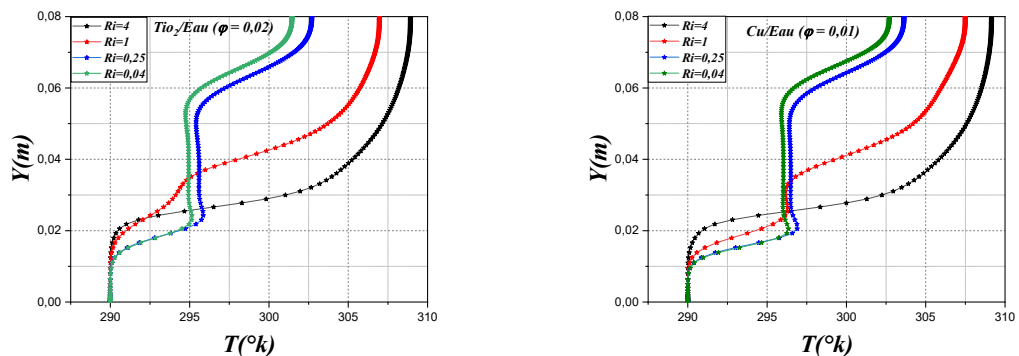 Ri=4
Ri=1
Ri=0,25
Ri=0,04
Tio2/Eau (φ = 0,02)
0,08
0,06
0,04
0,02
0,00
Y(m)
290
295
300
305
310
T(°k)
Ri=4
Ri=1
Ri=0,25
Ri=0,04
Cu/Eau (φ = 0,01)
0,08
0,06
0,04
0,02
0,00
Y(m)
290
295
300
305
310
T(°k)